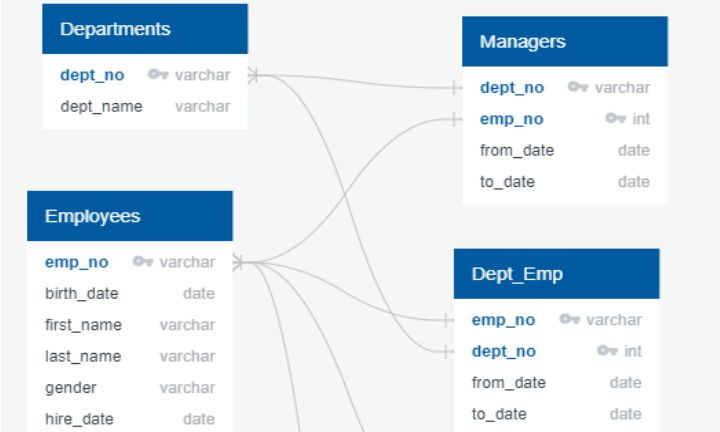 Departments
dept_no varchar
dept_name varchar
Managers
dept_no varchar
emp_no int
from_date date
to_date date
Employees
emp_no varchar
birth_date date
first_name varchar
last_name varchar
gender varchar
hire_date date
Dept_Emp
emp_no varchar
dept_no int
from_date date
to_date date